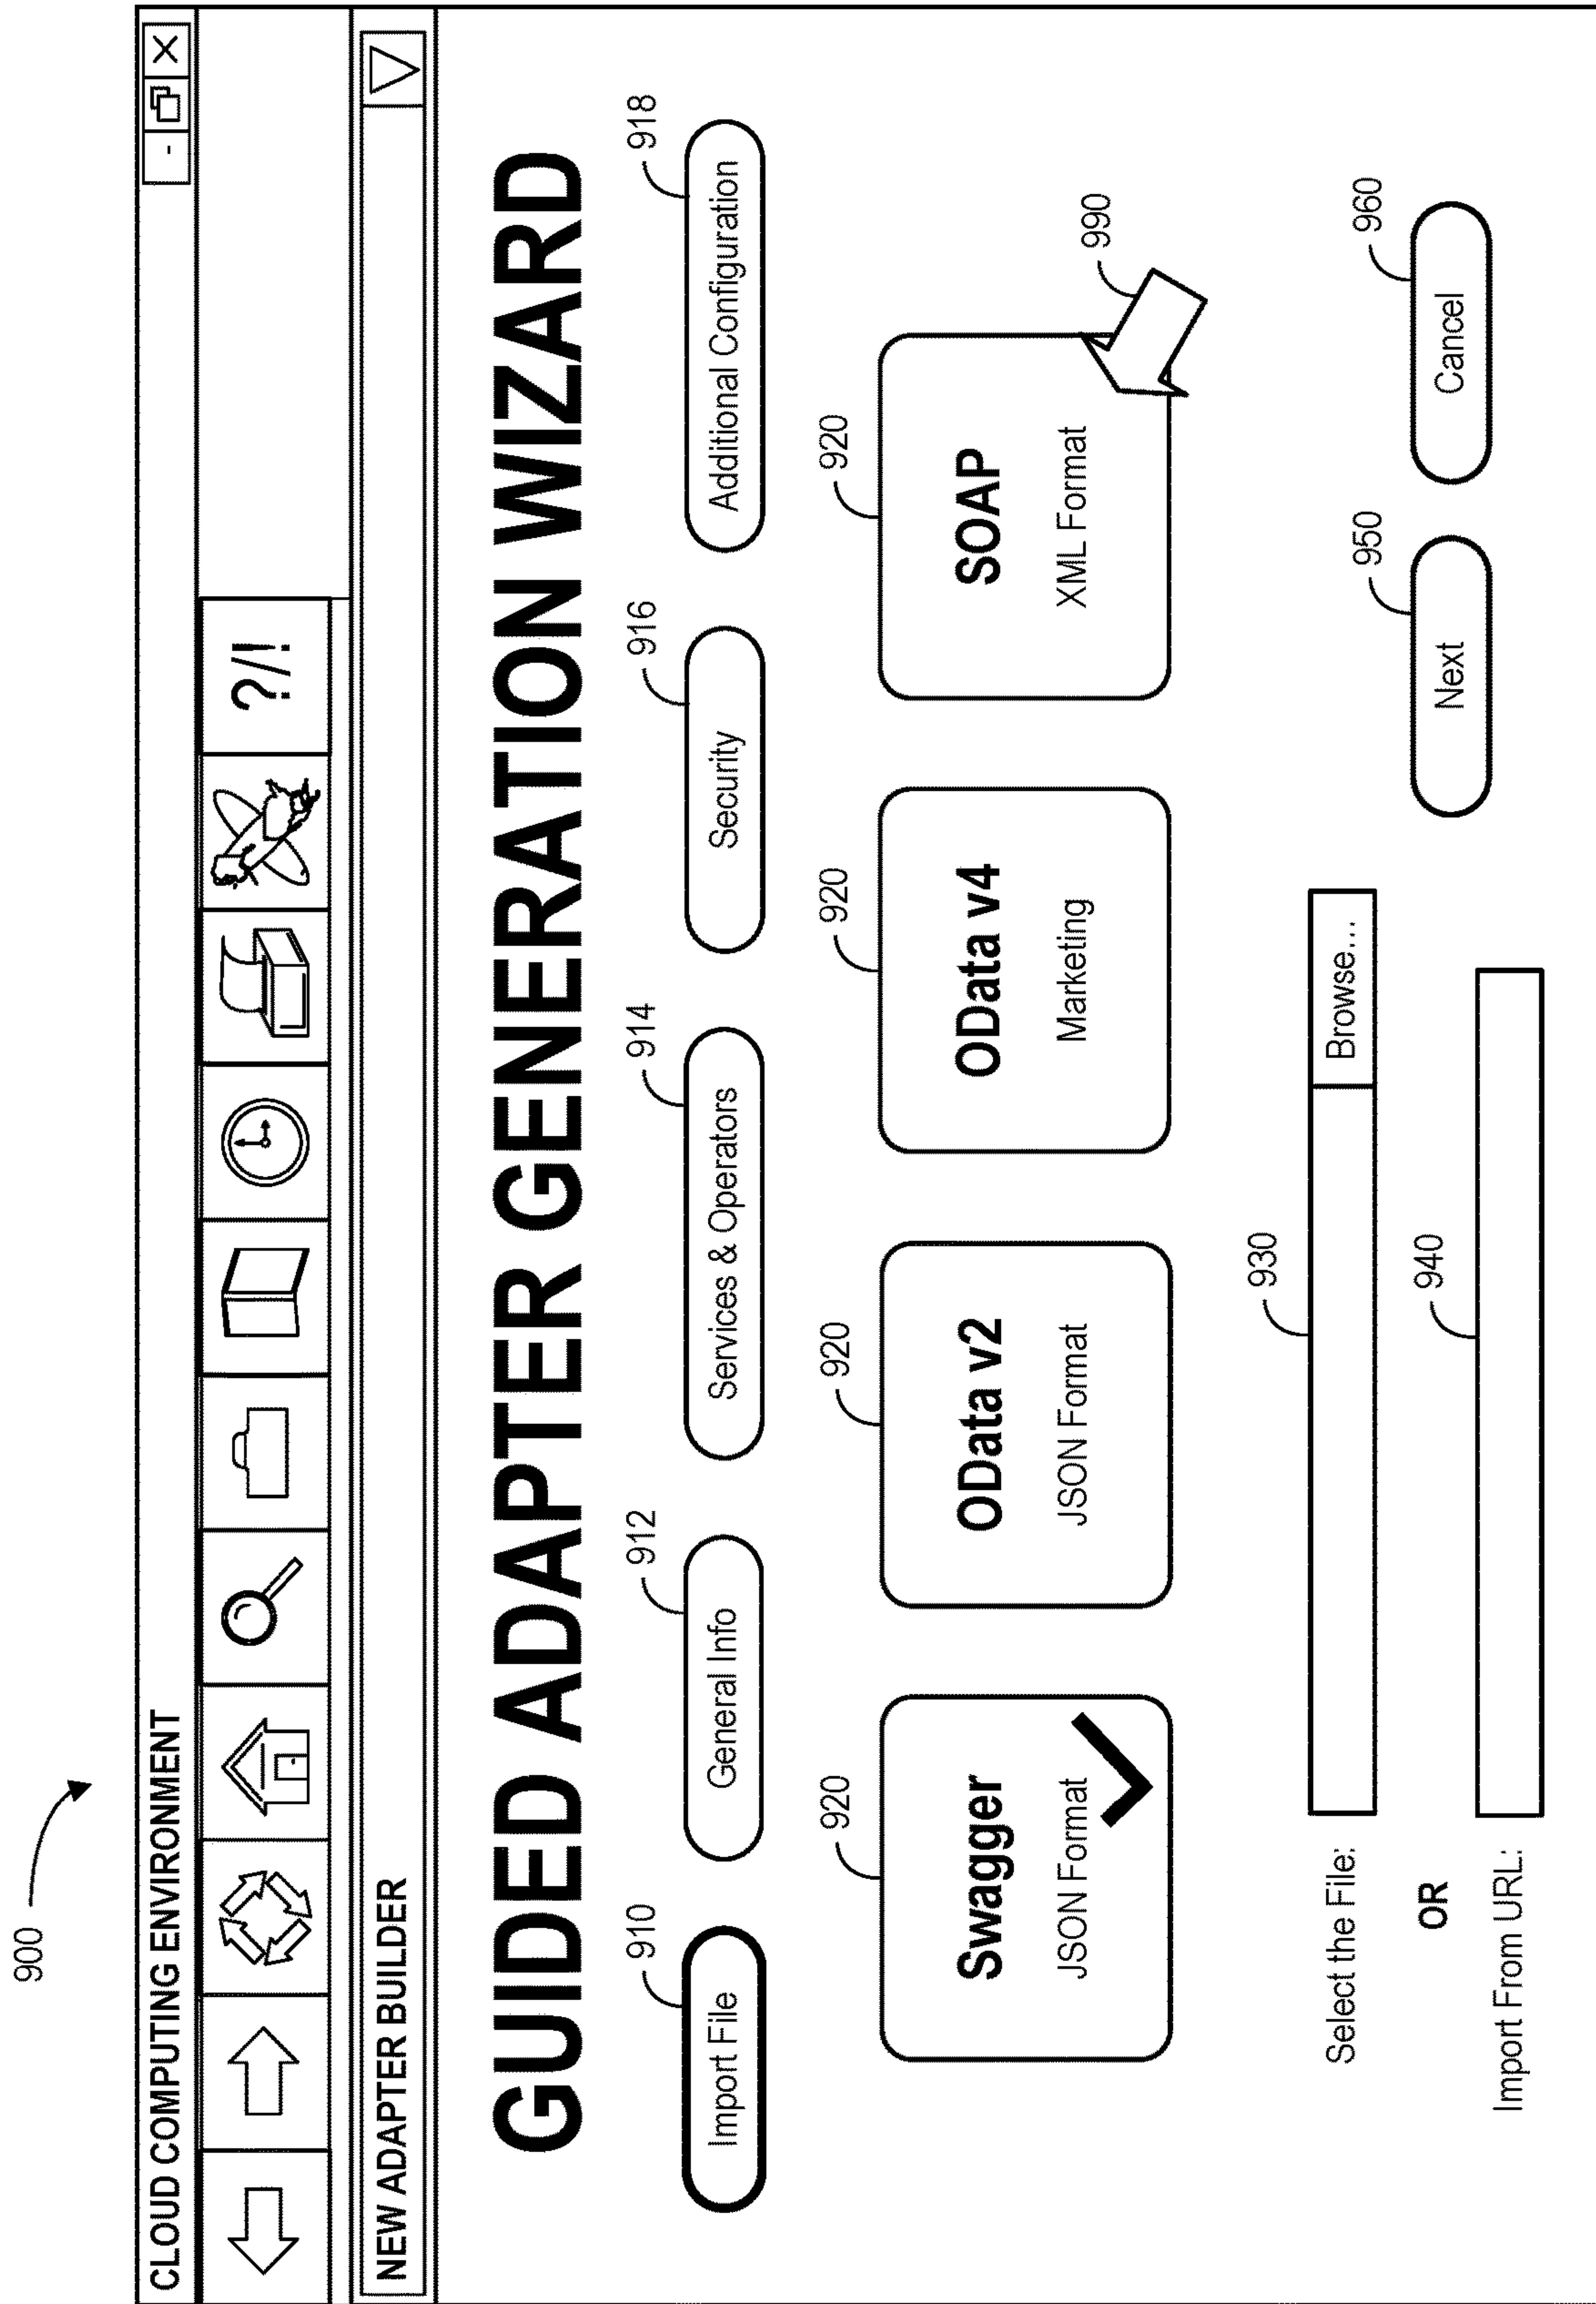 900
CLOUD COMPUTING ENVIRONMENT
- X
?/!
NEW ADAPTER BUILDER
GUIDED ADAPTER GENERATION WIZARD
910 912 914 916 918
Import File General Info Services & Operators Security Additional Configuration
920 920 920 920
Swagger OData v2 OData v4 SOAP
JSON Format JSON Format Marketing XML Format
990
930
Select the File: Browse...
950 960
OR Next Cancel
940
Import From URL: